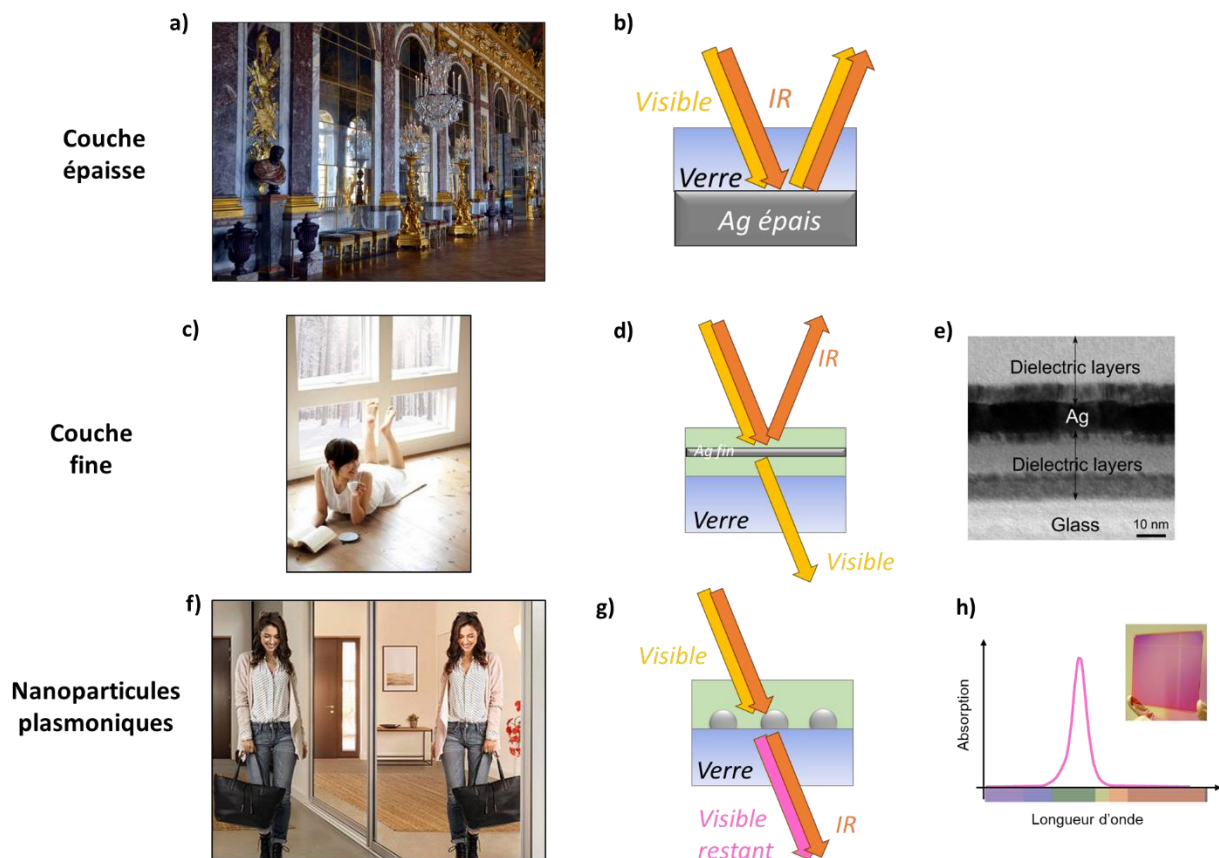 a)
b)
Couche
épaisse
Visible
IR
Verre
Ag épais
c)
d)
e)
Couche
fine
IR
Ag fin
Verre
Visible
Dielectric layers
Ag
Dielectric layers
Glass
10 nm
f)
g)
h)
Nanoparticules
plasmoniques
Visible
Verre
Visible
restant
IR
Absorption
Longueur d'onde